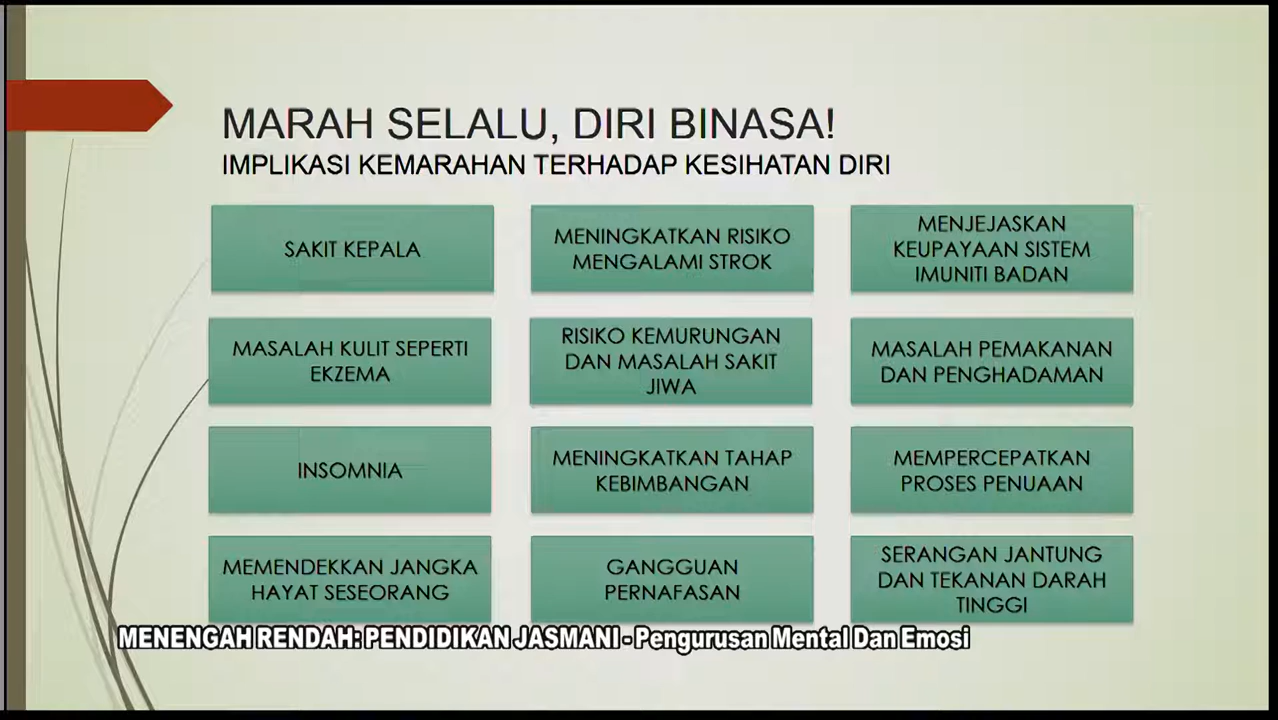 MARAH SELALU, DIRI BINASA!
IMPLIKASI KEMARAHAN TERHADAP KESIHATAN DIRI
SAKIT KEPALA
MENINGKATKAN RISIKO
MENGALAMI STROK
MENJEJASKAN
KEUPAYAAN SISTEM
IMUNITI BADAN
MASALAH KULIT SEPERTI
EKZEMA
RISIKO KEMURUNGAN
DAN MASALAH SAKIT
JIWA
MASALAH PEMAKANAN
DAN PENGHADAMAN
INSOMNIA
MENINGKATKAN TAHAP
KEBIMBANGAN
MEMPERCEPATKAN
PROSES PENUAAN
MEMENDEKKAN JANGKA
HAYAT SESEORANG
GANGGUAN
PERNAFASAN
SERANGAN JANTUNG
DAN TEKANAN DARAH
TINGGI
MENENGAH RENDAH: PENDIDIKAN JASMANI - Pengurusan Mental Dan Emosi